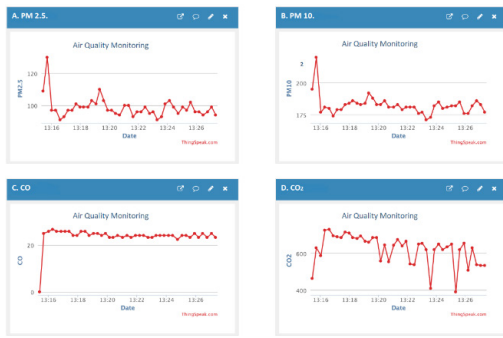 A. PM 2.5.
Air Quality Monitoring
PM2.5
120
100
13:16 13:18 13:20 13:22 13:24 13:26
Date
ThingSpeak.com
B. PM 10.
Air Quality Monitoring
PM10
2
200
175
13:16 13:18 13:20 13:22 13:24 13:26
Date
ThingSpeak.com
C. CO
Air Quality Monitoring
CO
20
0
13:16 13:18 13:20 13:22 13:24 13:26
Date
ThingSpeak.com
D. CO₂
Air Quality Monitoring
CO2
600
400
13:16 13:18 13:20 13:22 13:24 13:26
Date
ThingSpeak.com